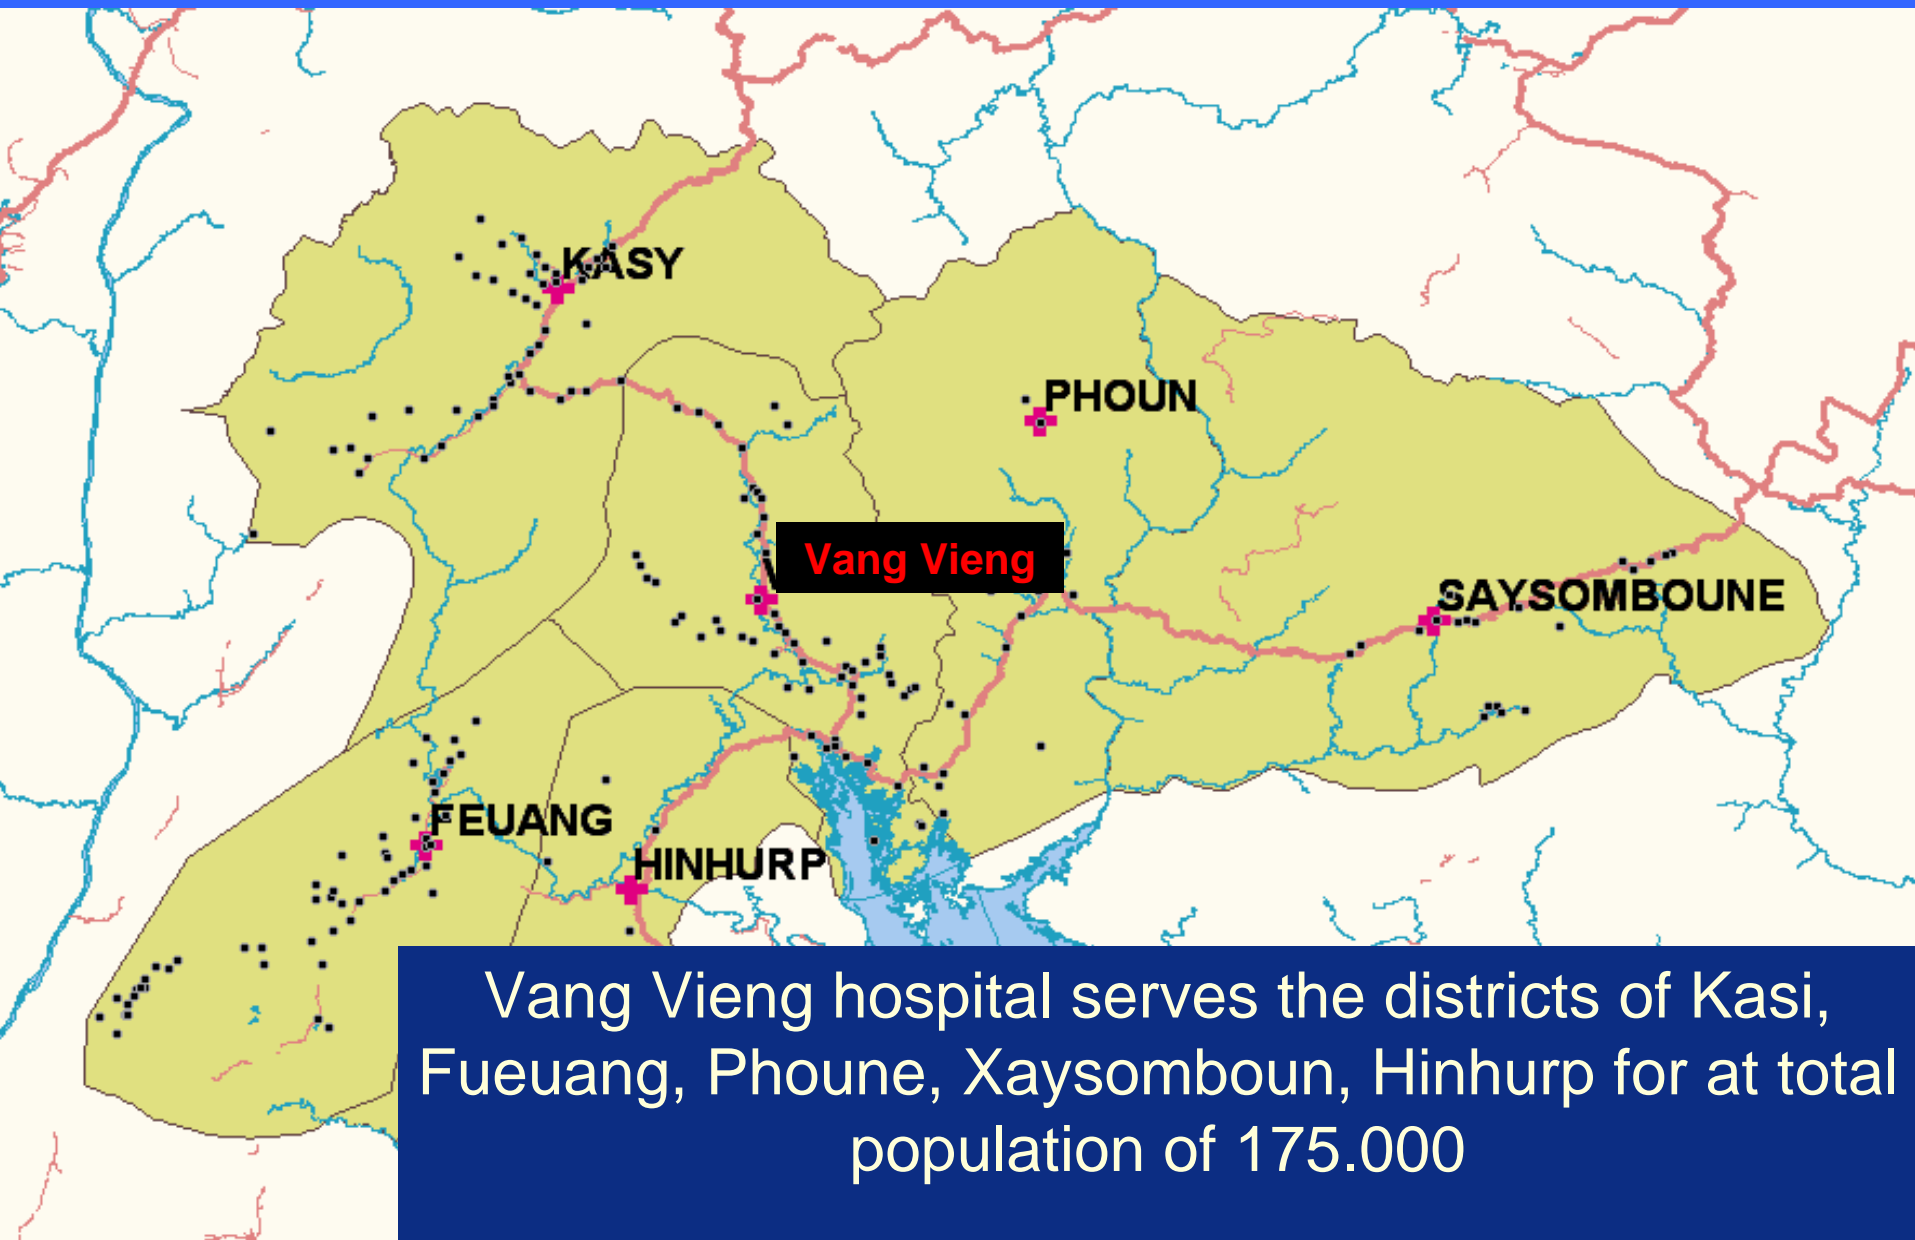 KASY
PHOUN
Vang Vieng
SAYSOMBOUNE
FEUANG
HINHURP
Vang Vieng hospital serves the districts of Kasi,
Fueuang, Phoune, Xaysomboun, Hinhurp for at total
population of 175.000